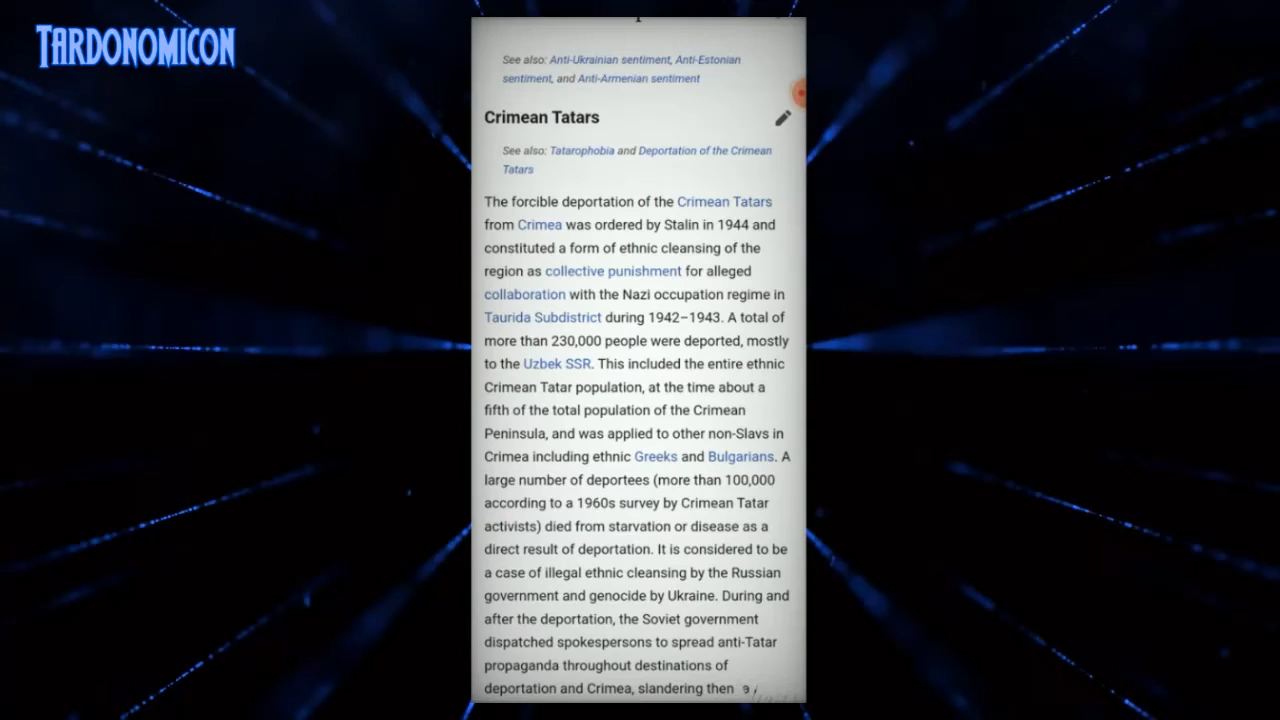 TARDONOMICON
See also: Anti-Ukrainian sentiment, Anti-Estonian
sentiment, and Anti-Armenian sentiment
Crimean Tatars
See also: Tatarophobia and Deportation of the Crimean
Tatars
The forcible deportation of the Crimean Tatars
from Crimea was ordered by Stalin in 1944 and
constituted a form of ethnic cleansing of the
region as collective punishment for alleged
collaboration with the Nazi occupation regime in
Taurida Subdistrict during 1942–1943. A total of
more than 230,000 people were deported, mostly
to the Uzbek SSR. This included the entire ethnic
Crimean Tatar population, at the time about a
fifth of the total population of the Crimean
Peninsula, and was applied to other non-Slavs in
Crimea including ethnic Greeks and Bulgarians. A
large number of deportees (more than 100,000
according to a 1960s survey by Crimean Tatar
activists) died from starvation or disease as a
direct result of deportation. It is considered to be
a case of illegal ethnic cleansing by the Russian
government and genocide by Ukraine. During and
after the deportation, the Soviet government
dispatched spokespersons to spread anti-Tatar
propaganda throughout destinations of
deportation and Crimea, slandering